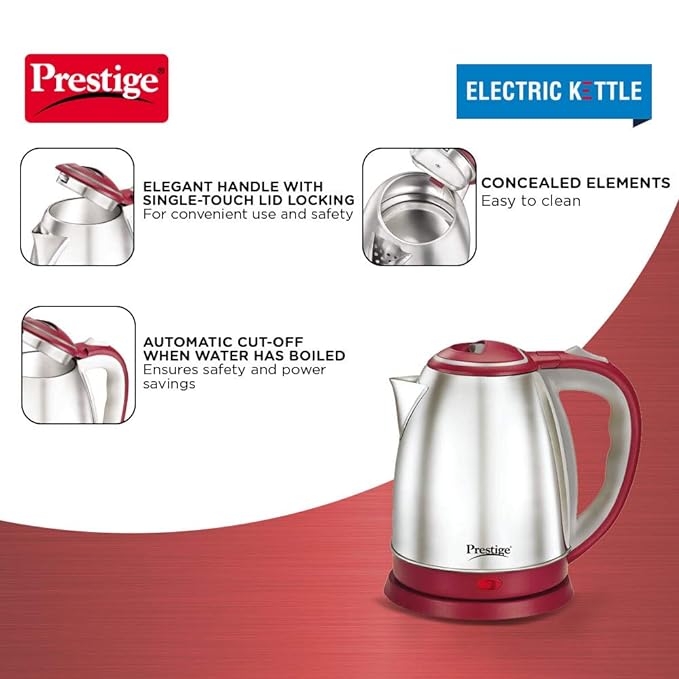 Prestige®
ELECTRIC KETTLE
ELEGANT HANDLE WITH
SINGLE-TOUCH LID LOCKING
For convenient use and safety
CONCEALED ELEMENTS
Easy to clean
AUTOMATIC CUT-OFF
WHEN WATER HAS BOILED
Ensures safety and power
savings
Prestige®